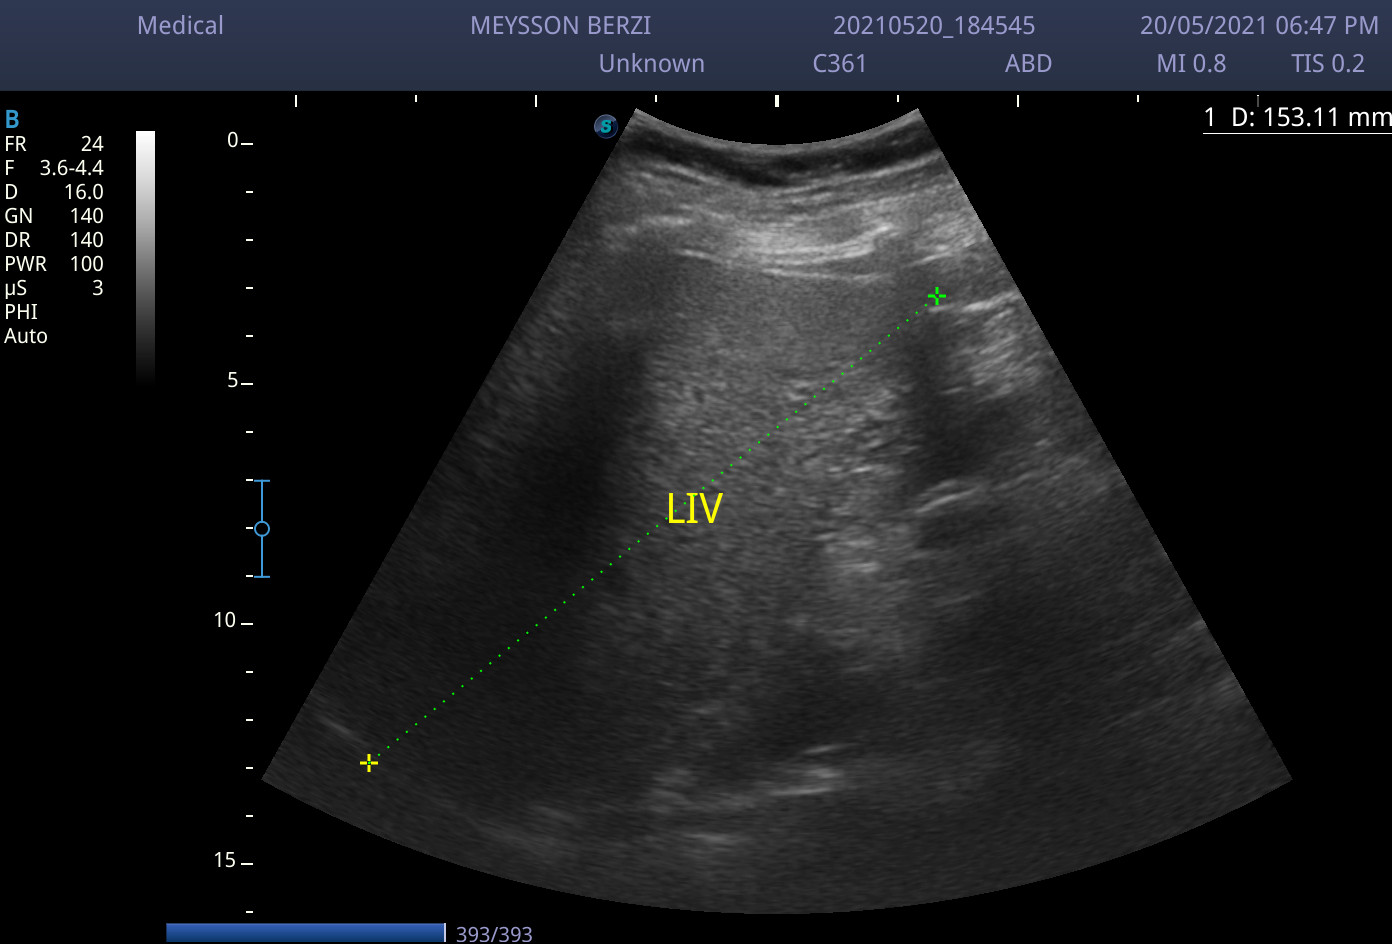 Medical MEYSSON BERZI 20210520_184545 20/05/2021 06:47 PM
Unknown C361 ABD MI 0.8 TIS 0.2
1 D: 153.11 mm
B
FR 24
F 3.6-4.4
D 16.0
GN 140
DR 140
PWR 100
µS 3
PHI
Auto
S
0
5
10
15
LIV
393/393